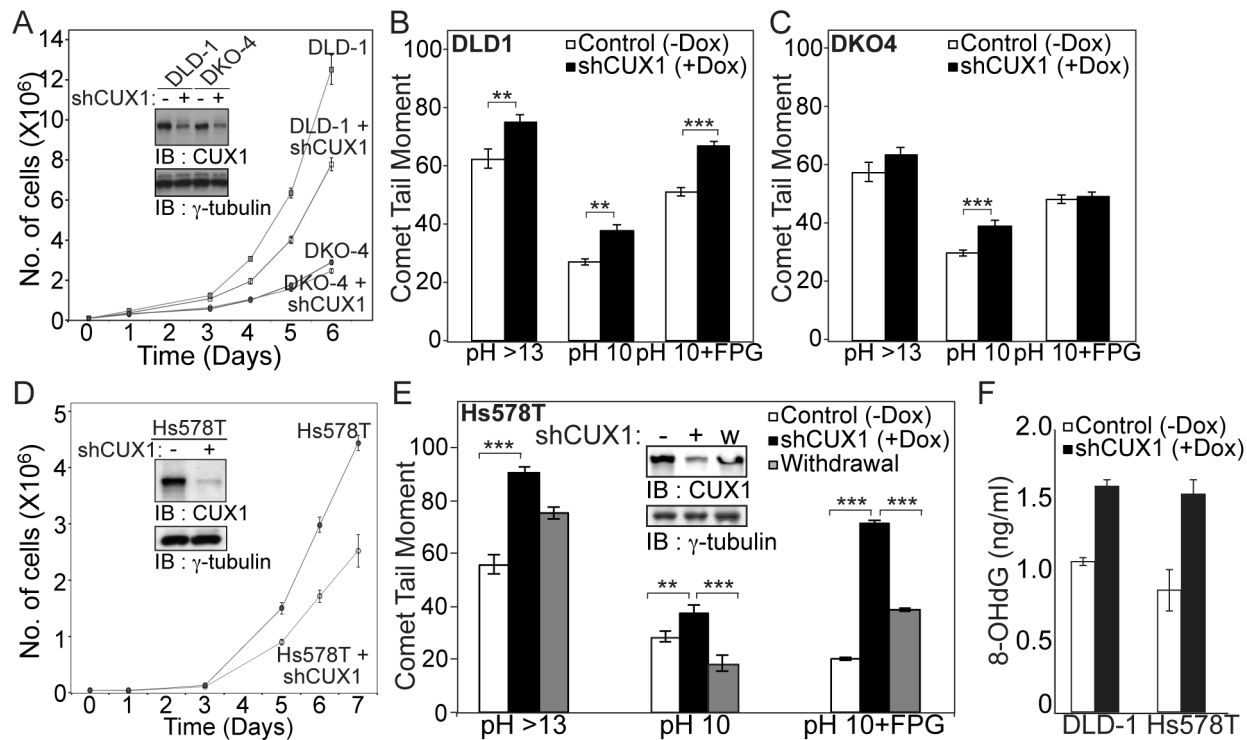 A
No. of cells (X10⁶)
14
12
10
8
6
4
2
0
0 1 2 3 4 5 6
Time (Days)
DLD-1
DKO-4
shCUX1: - + - +
IB : CUX1
IB : γ-tubulin
DLD-1
DLD-1 +
shCUX1
DKO-4
DKO-4 +
shCUX1
B
DLD1
Control (-Dox)
shCUX1 (+Dox)
Comet Tail Moment
100
80
60
40
20
0
**
**
***
pH >13 pH 10 pH 10+FPG
C
DKO4
Control (-Dox)
shCUX1 (+Dox)
Comet Tail Moment
100
80
60
40
20
0
***
pH >13 pH 10 pH 10+FPG
D
No. of cells (X10⁶)
5
4
3
2
1
0
0 1 2 3 4 5 6 7
Time (Days)
Hs578T
shCUX1: - +
IB : CUX1
IB : γ-tubulin
Hs578T
Hs578T +
shCUX1
E
Hs578T
Control (-Dox)
shCUX1 (+Dox)
Withdrawal
shCUX1: - + w
IB : CUX1
IB : γ-tubulin
Comet Tail Moment
100
80
60
40
20
0
***
** ***
*** ***
pH >13 pH 10 pH 10+FPG
F
Control (-Dox)
shCUX1 (+Dox)
8-OHdG (ng/ml)
2.0
1.5
1.0
0.5
0
DLD-1 Hs578T